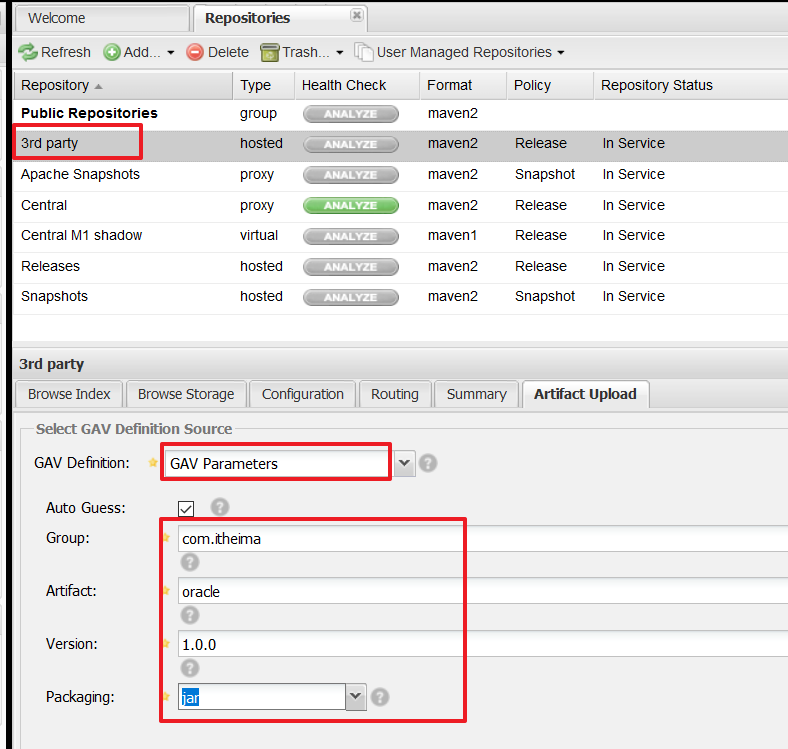 Welcome Repositories
Refresh Add... Delete Trash... User Managed Repositories
Repository Type Health Check Format Policy Repository Status
Public Repositories group ANALYZE maven2
3rd party hosted ANALYZE maven2 Release In Service
Apache Snapshots proxy ANALYZE maven2 Snapshot In Service
Central proxy ANALYZE maven2 Release In Service
Central M1 shadow virtual ANALYZE maven1 Release In Service
Releases hosted ANALYZE maven2 Release In Service
Snapshots hosted ANALYZE maven2 Snapshot In Service
3rd party
Browse Index Browse Storage Configuration Routing Summary Artifact Upload
Select GAV Definition Source
GAV Definition: GAV Parameters ?
Auto Guess: ?
Group: com.itheima
?
Artifact: oracle
?
Version: 1.0.0
?
Packaging: jar ?